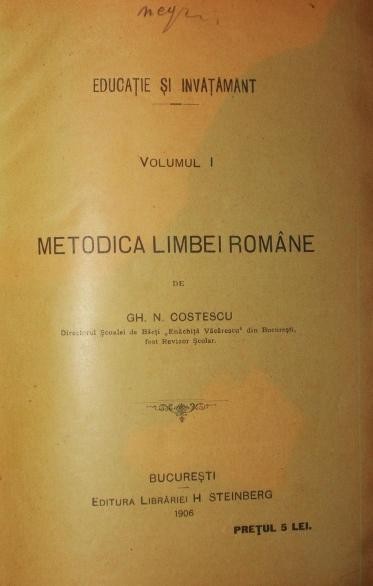 EDUCAȚIE ȘI INVĂȚĂMÂNT
VOLUMUL I
METODICA LIMBEI ROMÂNE
DE
GH. N. COSTESCU
Directorul Școalei de Băeți „Enăchiță Văcărescu“ din București,
fost Revizor Școlar.
BUCUREȘTI
EDITURA LIBRĂRIEI H STEINBERG
1906
PREȚUL 5 LEI.